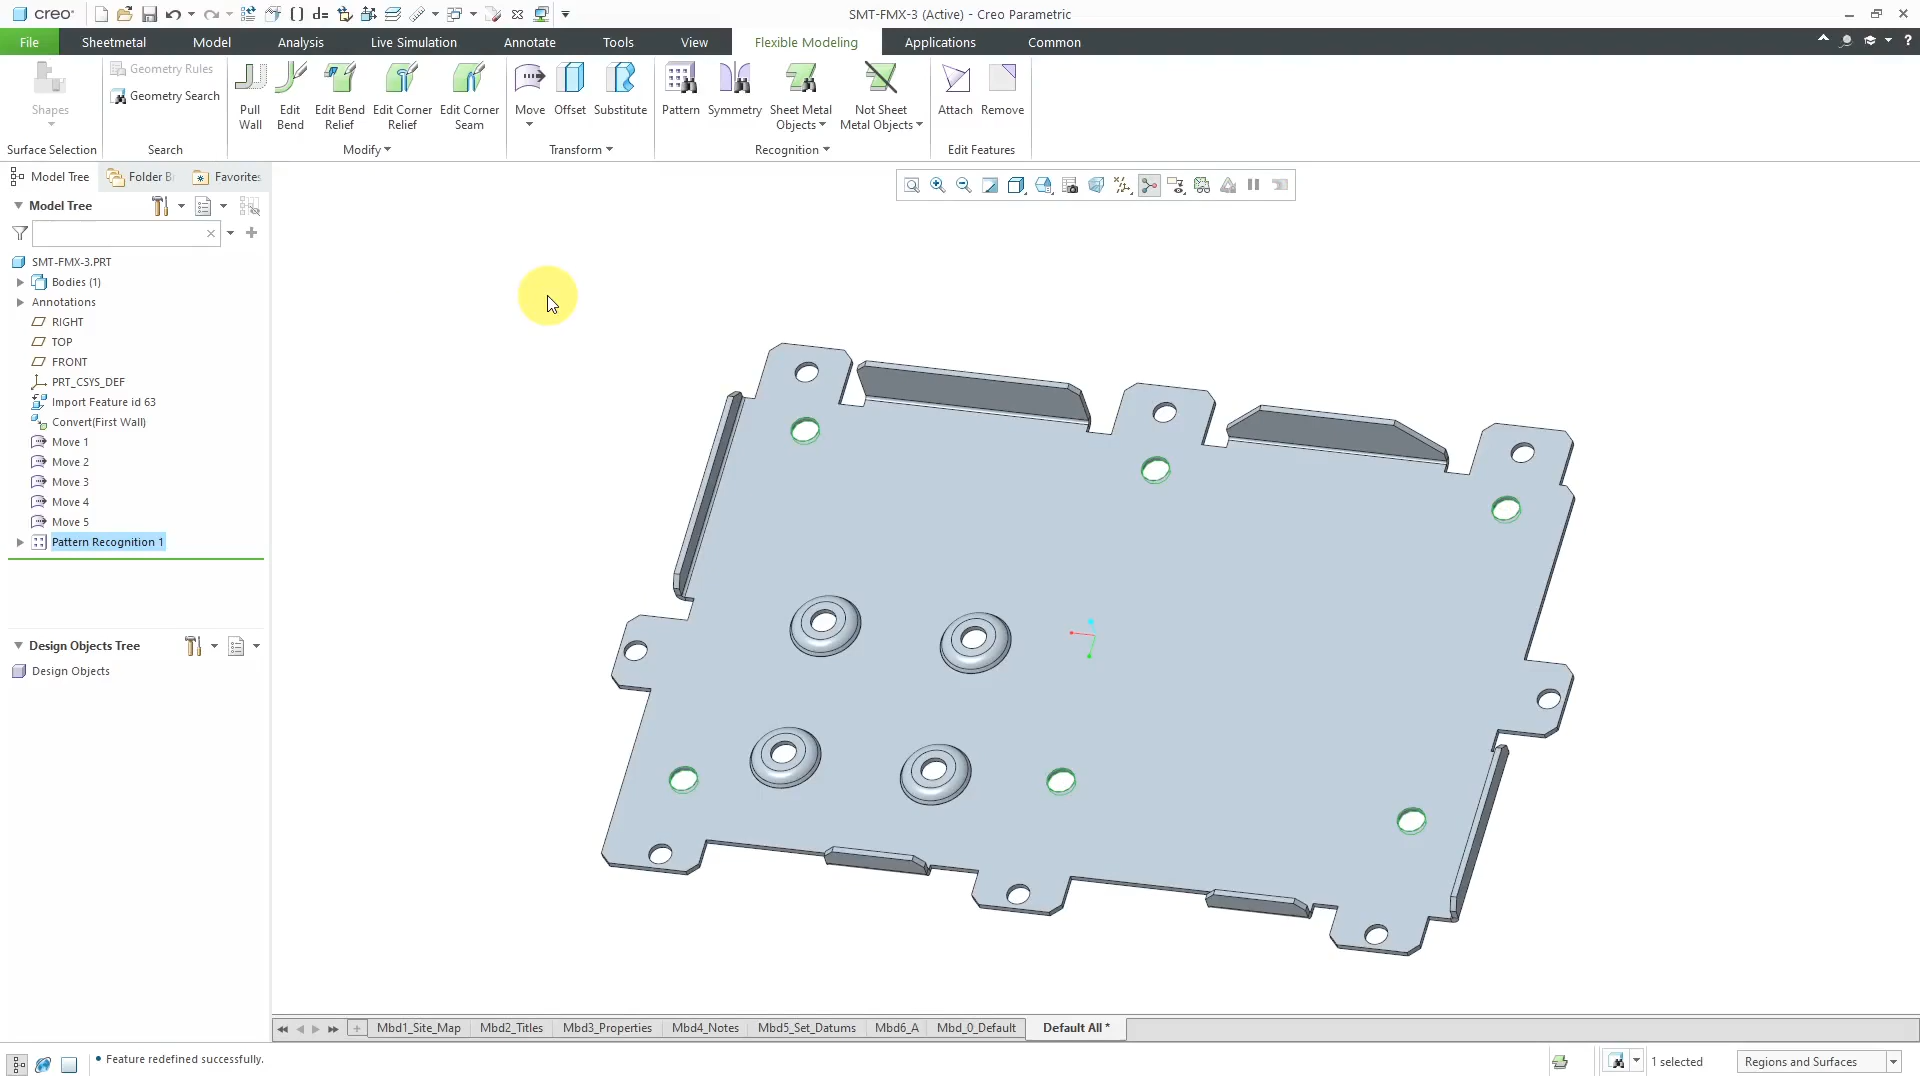 creo
SMT-FMX-3 (Active) - Creo Parametric
File
Sheetmetal
Model
Analysis
Live Simulation
Annotate
Tools
View
Flexible Modeling
Applications
Common
Shapes
Surface Selection
Geometry Rules
Geometry Search
Search
Pull Wall
Edit Bend
Edit Bend Relief
Edit Corner Relief
Edit Corner Seam
Modify
Move
Offset
Substitute
Transform
Pattern
Symmetry
Sheet Metal Objects
Not Sheet Metal Objects
Recognition
Attach
Remove
Edit Features
Model Tree
Folder Br
Favorites
Model Tree
SMT-FMX-3.PRT
Bodies (1)
Annotations
RIGHT
TOP
FRONT
PRT_CSYS_DEF
Import Feature id 63
Convert(First Wall)
Move 1
Move 2
Move 3
Move 4
Move 5
Pattern Recognition 1
Design Objects Tree
Design Objects
Mbd1_Site_Map
Mbd2_Titles
Mbd3_Properties
Mbd4_Notes
Mbd5_Set_Datums
Mbd6_A
Mbd_0_Default
Default All *
• Feature redefined successfully.
1 selected
Regions and Surfaces